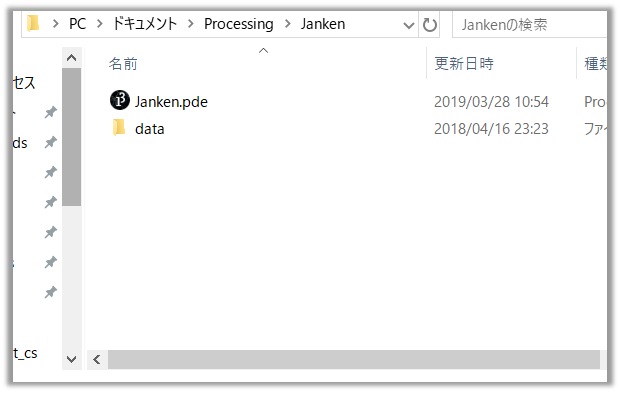 PC > ドキュメント > Processing > Janken
Jankenの検索
名前
更新日時
種類
セス
Janken.pde
2019/03/28 10:54
Pro
data
2018/04/16 23:23
ファイ
ds
t_cs